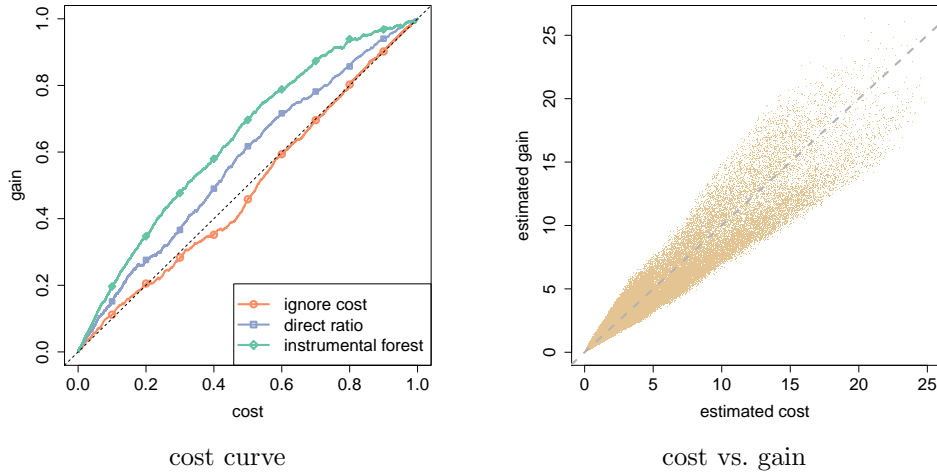 1.0
0.8
0.6
0.4
0.2
0.0
gain
0.0 0.2 0.4 0.6 0.8 1.0
cost
ignore cost
direct ratio
instrumental forest
cost curve
25
20
15
10
5
0
estimated gain
0 5 10 15 20 25
estimated cost
cost vs. gain